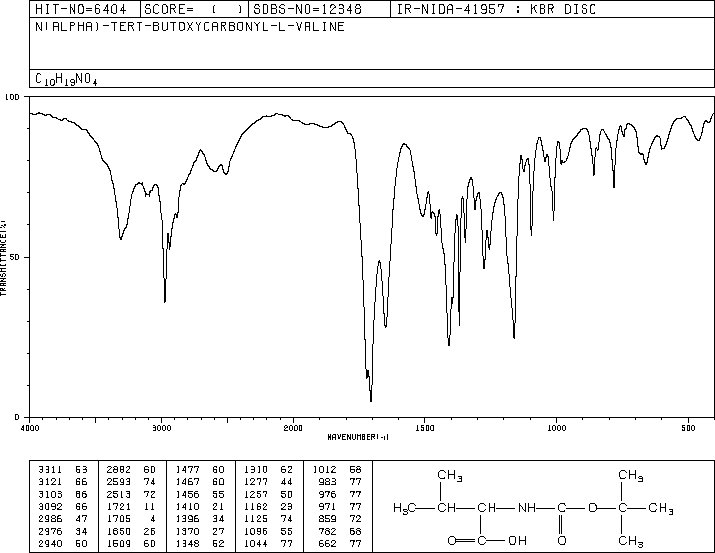 HIT-NO=6404 SCORE= ( ) SDBS-NO=12348 IR-NIDA-41957 : KBR DISC
N(ALPHA)-TERT-BUTOXYCARBONYL-L-VALINE
C10H19NO4
100
50
0
TRANSMITTANCE(%)
4000 3000 2000 1500 1000 500
WAVENUMBER(-1)
3311 53 2882 60 1477 60 1310 62 1012 58
3121 66 2593 74 1467 60 1277 44 983 77
3103 66 2513 72 1456 55 1257 50 976 77
3092 66 1721 11 1410 21 1162 23 971 77
2986 47 1705 4 1396 34 1125 74 859 72
2976 34 1650 26 1370 27 1096 55 782 68
2940 50 1509 60 1348 52 1044 77 662 77
CH3 CH3
H3C CH CH NH C O C CH3
O C OH O CH3